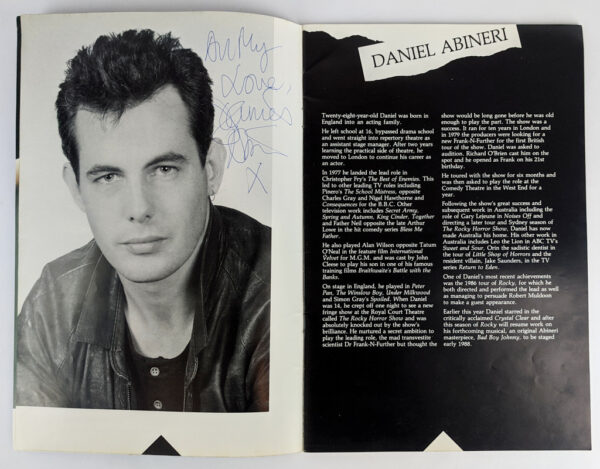 All My
Love,
James
X
DANIEL ABINERI
Twenty-eight-year-old Daniel was born in
England into an acting family.
He left school at 16, bypassed drama school
and went straight into repertory theatre as
an assistant stage manager. After two years
learning the practical side of theatre, he
moved to London to continue his career as
an actor.
In 1977 he landed the lead role in
Christopher Fry's The Best of Enemies. This
led to other leading TV roles including
Pinero's The School Mistress, opposite
Charles Gray and Nigel Hawthorne and
Consequences for the B.B.C. Other
television work includes Secret Army,
Spring and Autumn, King Cinder, Together
and Father Neil opposite the late Arthur
Lowe in the hit comedy series Bless Me
Father.
He also played Alan Wilson opposite Tatum
O'Neal in the feature film International
Velvet for M.G.M. and was cast by John
Cleese to play his son in one of his famous
training films Braithwaite's Battle with the
Banks.
On stage in England, he played in Peter
Pan, The Winslow Boy, Under Milkwood
and Simon Gray's Spoiled. When Daniel
was 14, he crept off one night to see a new
fringe show at the Royal Court Theatre
called The Rocky Horror Show and was
absolutely knocked out by the show's
brilliance. He nurtured a secret ambition to
play the leading role, the mad transvestite
scientist Dr Frank-N-Further but thought the
show would be long gone before he was old
enough to play the part. The show was a
success. It ran for ten years in London and
in 1979 the producers were looking for a
new Frank-N-Further for the first British
tour of the show. Daniel was asked to
audition. Richard O'Brien cast him on the
spot and he opened as Frank on his 21st
birthday.
He toured with the show for six months and
was then asked to play the role at the
Comedy Theatre in the West End for a
year.
Following the show's great success and
subsequent work in Australia including the
role of Gary Lejeune in Noises Off and
directing a later tour and Sydney season of
The Rocky Horror Show, Daniel has now
made Australia his home. His other work in
Australia includes Leo the Lion in ABC TV's
Sweet and Sour, Orin the sadistic dentist in
the tour of Little Shop of Horrors and the
resident villain, Jake Saunders, in the TV
series Return to Eden.
One of Daniel's most recent achievements
was the 1986 tour of Rocky, for which he
both directed and performed the lead as well
as managing to persuade Robert Muldoon
to make a guest appearance.
Earlier this year Daniel starred in the
critically acclaimed Crystal Clear and after
this season of Rocky will resume work on
his forthcoming musical, an original Abineri
masterpiece, Bad Boy Johnny, to be staged
early 1988.